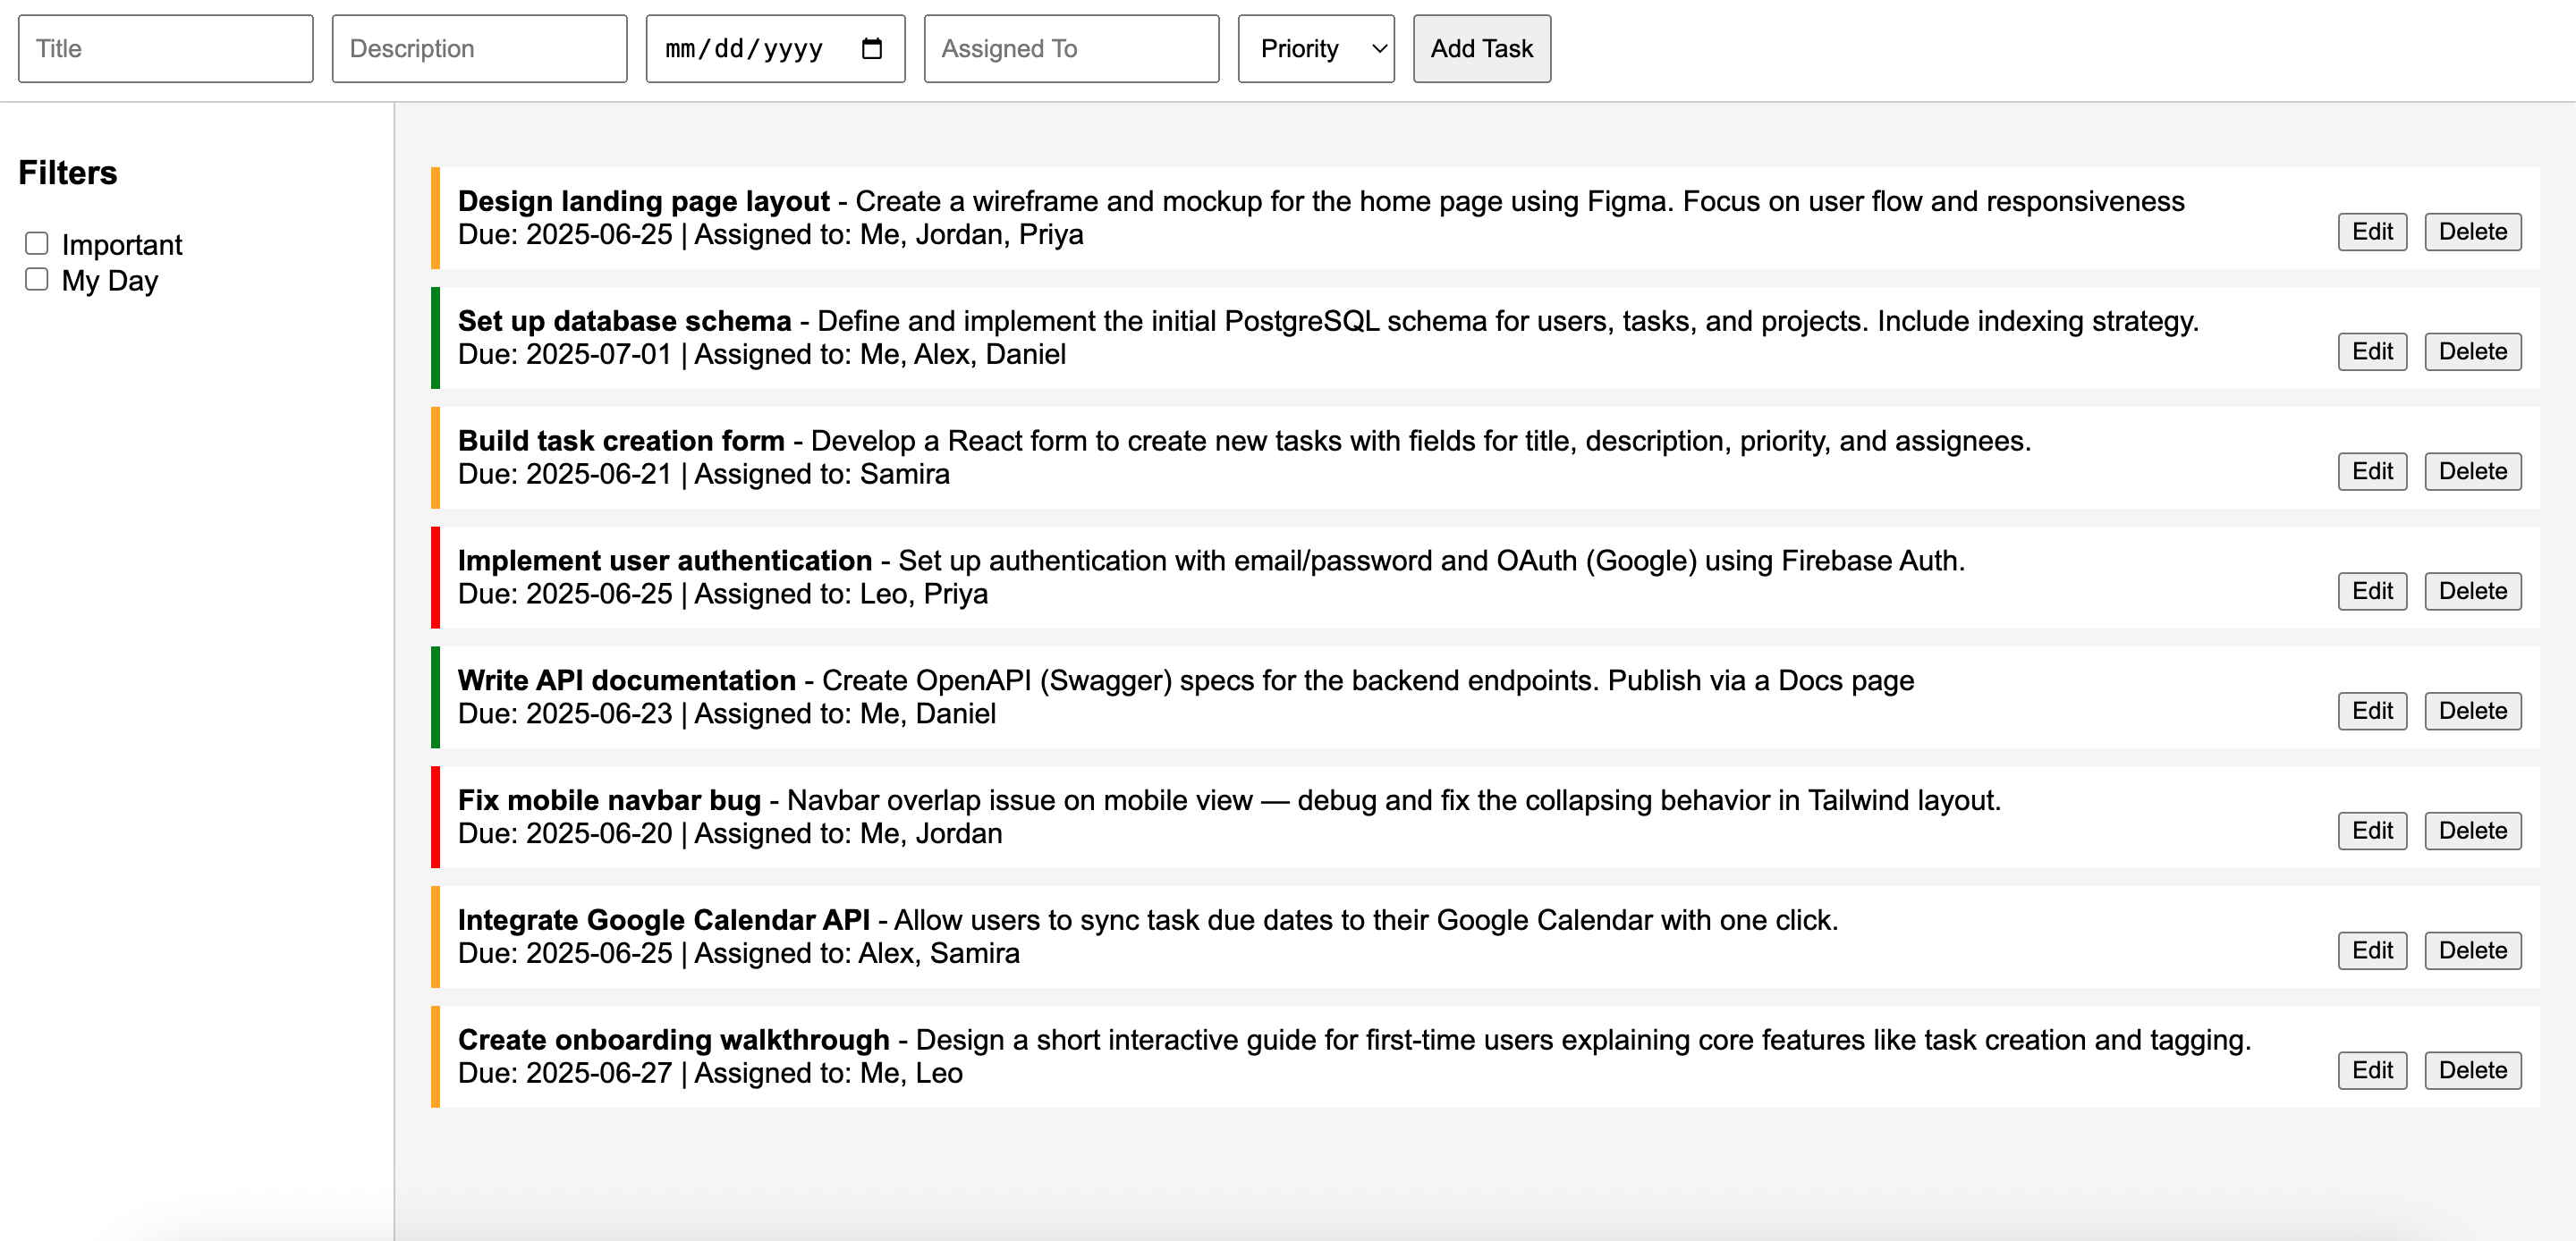 Title Description mm/dd/yyyy Assigned To Priority Add Task
Filters
Important
My Day
Design landing page layout - Create a wireframe and mockup for the home page using Figma. Focus on user flow and responsiveness
Due: 2025-06-25 | Assigned to: Me, Jordan, Priya
Edit Delete
Set up database schema - Define and implement the initial PostgreSQL schema for users, tasks, and projects. Include indexing strategy.
Due: 2025-07-01 | Assigned to: Me, Alex, Daniel
Edit Delete
Build task creation form - Develop a React form to create new tasks with fields for title, description, priority, and assignees.
Due: 2025-06-21 | Assigned to: Samira
Edit Delete
Implement user authentication - Set up authentication with email/password and OAuth (Google) using Firebase Auth.
Due: 2025-06-25 | Assigned to: Leo, Priya
Edit Delete
Write API documentation - Create OpenAPI (Swagger) specs for the backend endpoints. Publish via a Docs page
Due: 2025-06-23 | Assigned to: Me, Daniel
Edit Delete
Fix mobile navbar bug - Navbar overlap issue on mobile view — debug and fix the collapsing behavior in Tailwind layout.
Due: 2025-06-20 | Assigned to: Me, Jordan
Edit Delete
Integrate Google Calendar API - Allow users to sync task due dates to their Google Calendar with one click.
Due: 2025-06-25 | Assigned to: Alex, Samira
Edit Delete
Create onboarding walkthrough - Design a short interactive guide for first-time users explaining core features like task creation and tagging.
Due: 2025-06-27 | Assigned to: Me, Leo
Edit Delete